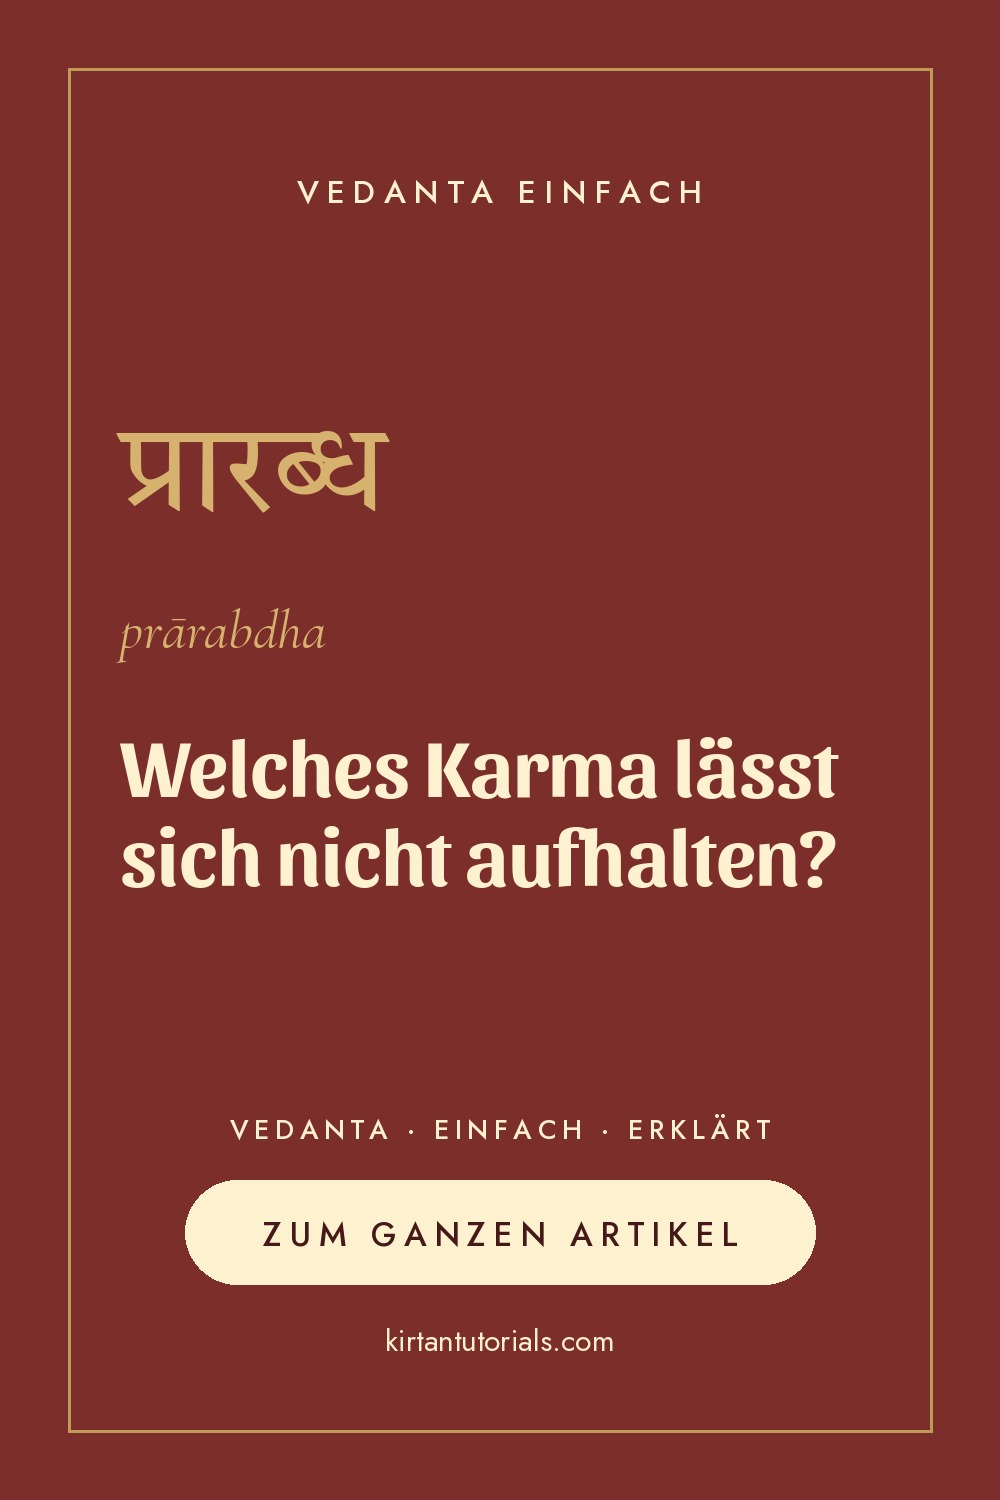 VEDANTA EINFACH
प्रारब्ध
prārabdha
Welches Karma lässt
sich nicht aufhalten?
VEDANTA · EINFACH · ERKLÄRT
ZUM GANZEN ARTIKEL
kirtantutorials.com